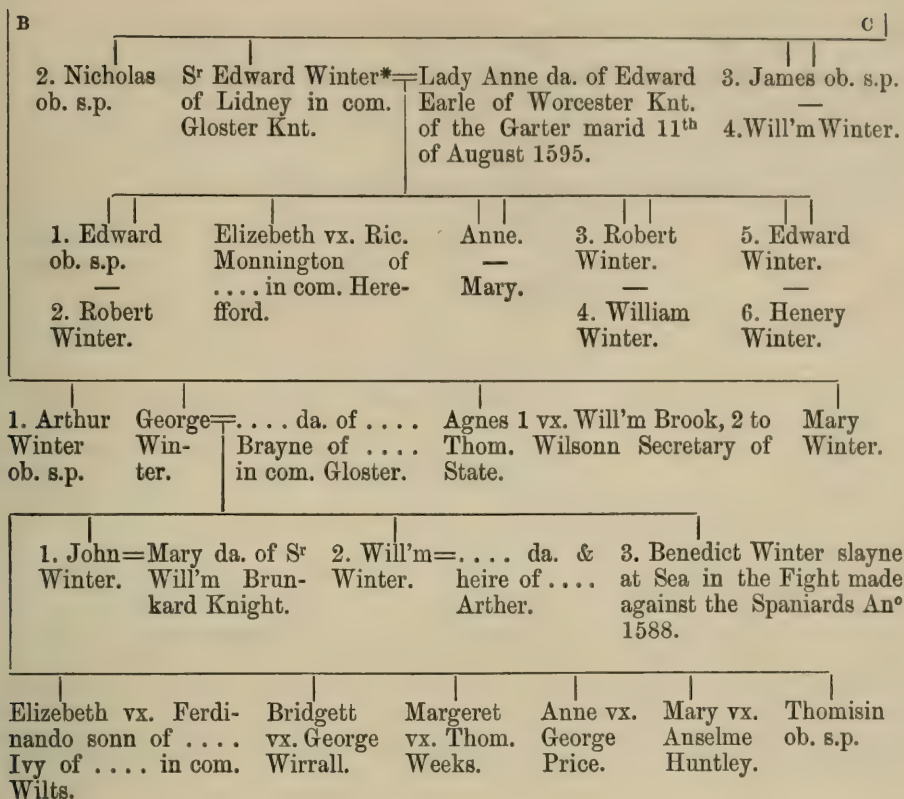 B C
2. Nicholas
ob. s.p.
Sʳ Edward Winter*=Lady Anne da. of Edward
of Lidney in com. Earle of Worcester Knt.
Gloster Knt. of the Garter marid 11ᵗʰ
of August 1595.
3. James ob. s.p.
—
4. Will'm Winter.
1. Edward
ob. s.p.
—
2. Robert
Winter.
Elizebeth vx. Ric.
Monnington of
.... in com. Here-
fford.
Anne.
—
Mary.
3. Robert
Winter.
—
4. William
Winter.
5. Edward
Winter.
—
6. Henery
Winter.
1. Arthur
Winter
ob. s.p.
George=.... da. of ....
Win- Brayne of ....
ter. in com. Gloster.
Agnes 1 vx. Will'm Brook, 2 to
Thom. Wilsonn Secretary of
State.
Mary
Winter.
1. John=Mary da. of Sʳ
Winter. Will'm Brun-
kard Knight.
2. Will'm=.... da. &
Winter. heire of ....
Arther.
3. Benedict Winter slayne
at Sea in the Fight made
against the Spaniards Anº
1588.
Elizebeth vx. Ferdi-
nando sonn of ....
Ivy of .... in com.
Wilts.
Bridgett
vx. George
Wirrall.
Margeret
vx. Thom.
Weeks.
Anne vx.
George
Price.
Mary vx.
Anselme
Huntley.
Thomisin
ob. s.p.